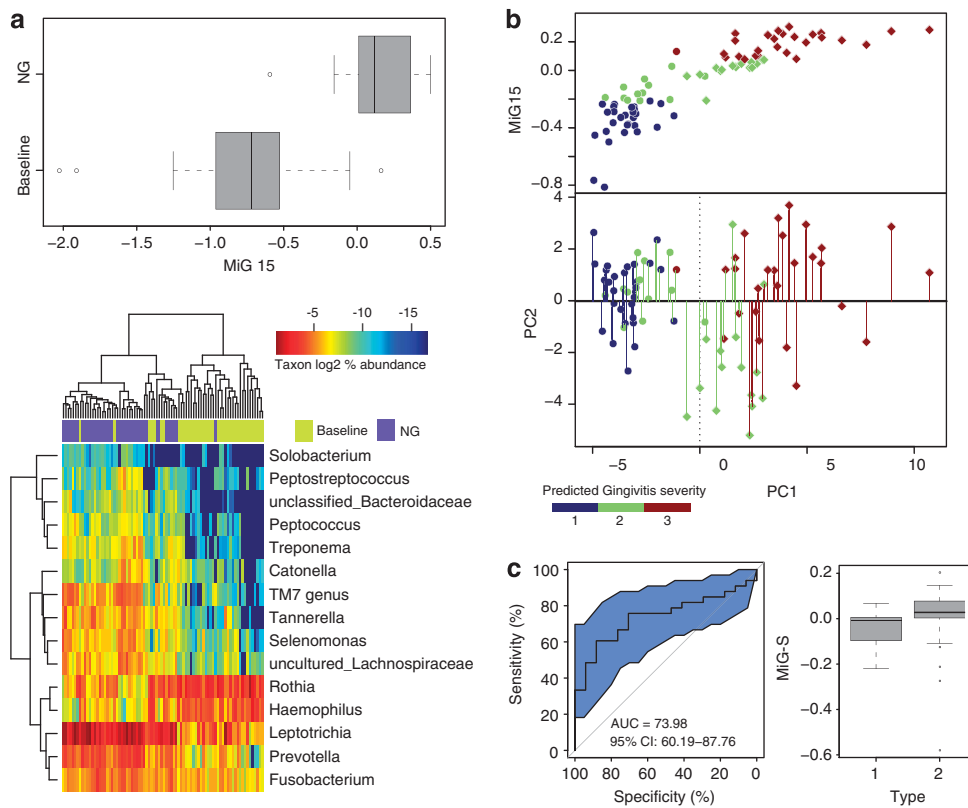 a
NG
Baseline
−2.0 −1.5 −1.0 −0.5 0.0 0.5
MiG 15
-5 -10 -15
Taxon log2 % abundance
Baseline NG
Solobacterium
Peptostreptococcus
unclassified_Bacteroidaceae
Peptococcus
Treponema
Catonella
TM7 genus
Tannerella
Selenomonas
uncultured_Lachnospiraceae
Rothia
Haemophilus
Leptotrichia
Prevotella
Fusobacterium
b
MiG15
0.2
0.0
−0.4
−0.8
PC2
4
2
0
−2
−4
−5 0 2 5 10
PC1
Predicted Gingivitis severity
1 2 3
c
Sensitivity (%)
100
80
60
40
20
0
AUC = 73.98
95% CI: 60.19–87.76
100 80 60 40 20 0
Specificity (%)
MiG-S
0.2
0.0
−0.2
−0.4
−0.6
1 2
Type